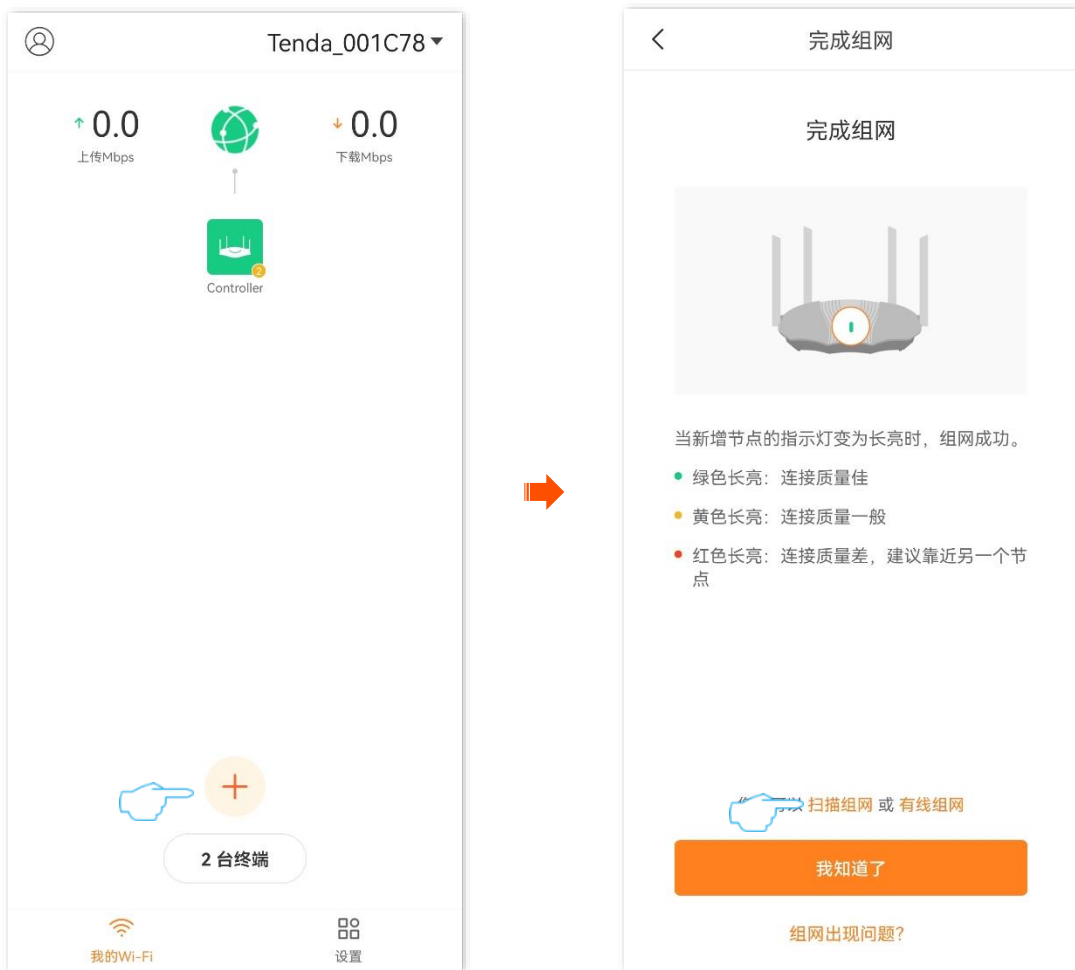 Tenda_001C78
↑ 0.0
上传Mbps
↓ 0.0
下载Mbps
2
Controller
2 台终端
我的Wi-Fi
设置
完成组网
完成组网
当新增节点的指示灯变为长亮时，组网成功。
绿色长亮：连接质量佳
黄色长亮：连接质量一般
红色长亮：连接质量差，建议靠近另一个节
点
扫描组网 或 有线组网
我知道了
组网出现问题？